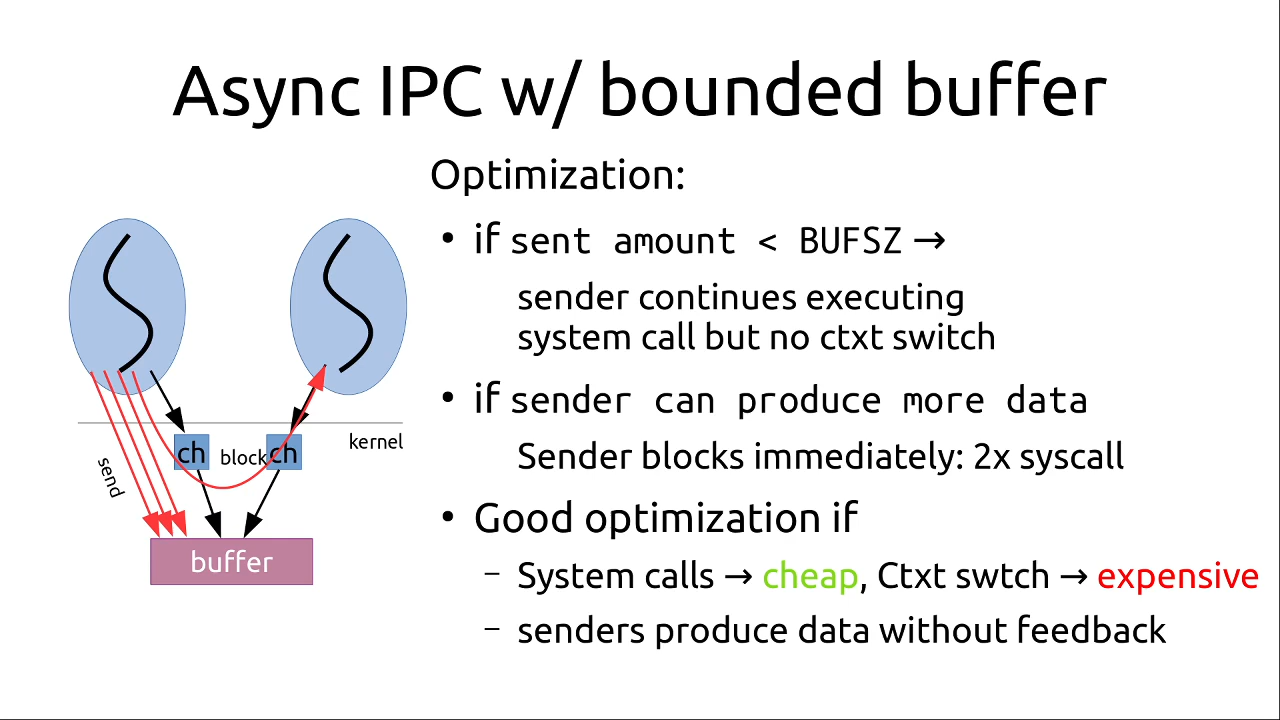 Async IPC w/ bounded buffer
Optimization:
• if sent amount < BUFSZ →
sender continues executing
system call but no ctxt switch
• if sender can produce more data
Sender blocks immediately: 2x syscall
• Good optimization if
– System calls → cheap, Ctxt swtch → expensive
– senders produce data without feedback
kernel
ch
block
ch
send
buffer